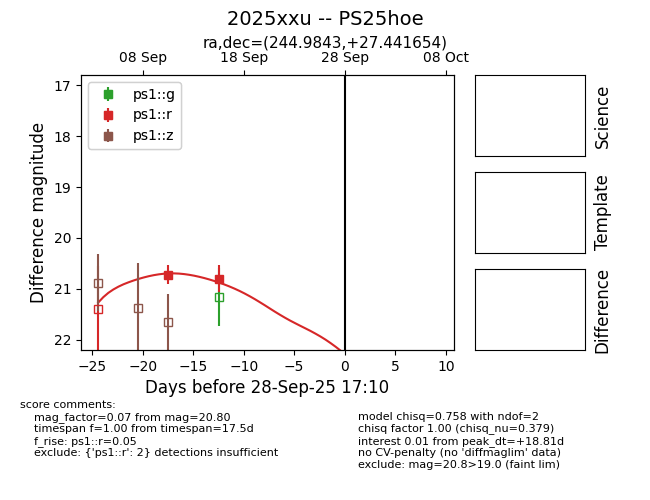 2025xxu -- PS25hoe
ra,dec=(244.9843,+27.441654)
08 Sep 18 Sep 28 Sep 08 Oct
17
18
19
20
21
22
Difference magnitude
ps1::g
ps1::r
ps1::z
−25 −20 −15 −10 −5 0 5 10
Days before 28-Sep-25 17:10
Science
Template
Difference
score comments:
mag_factor=0.07 from mag=20.80
timespan f=1.00 from timespan=17.5d
f_rise: ps1::r=0.05
exclude: {'ps1::r': 2} detections insufficient
model chisq=0.758 with ndof=2
chisq factor 1.00 (chisq_nu=0.379)
interest 0.01 from peak_dt=+18.81d
no CV-penalty (no 'diffmaglim' data)
exclude: mag=20.8>19.0 (faint lim)